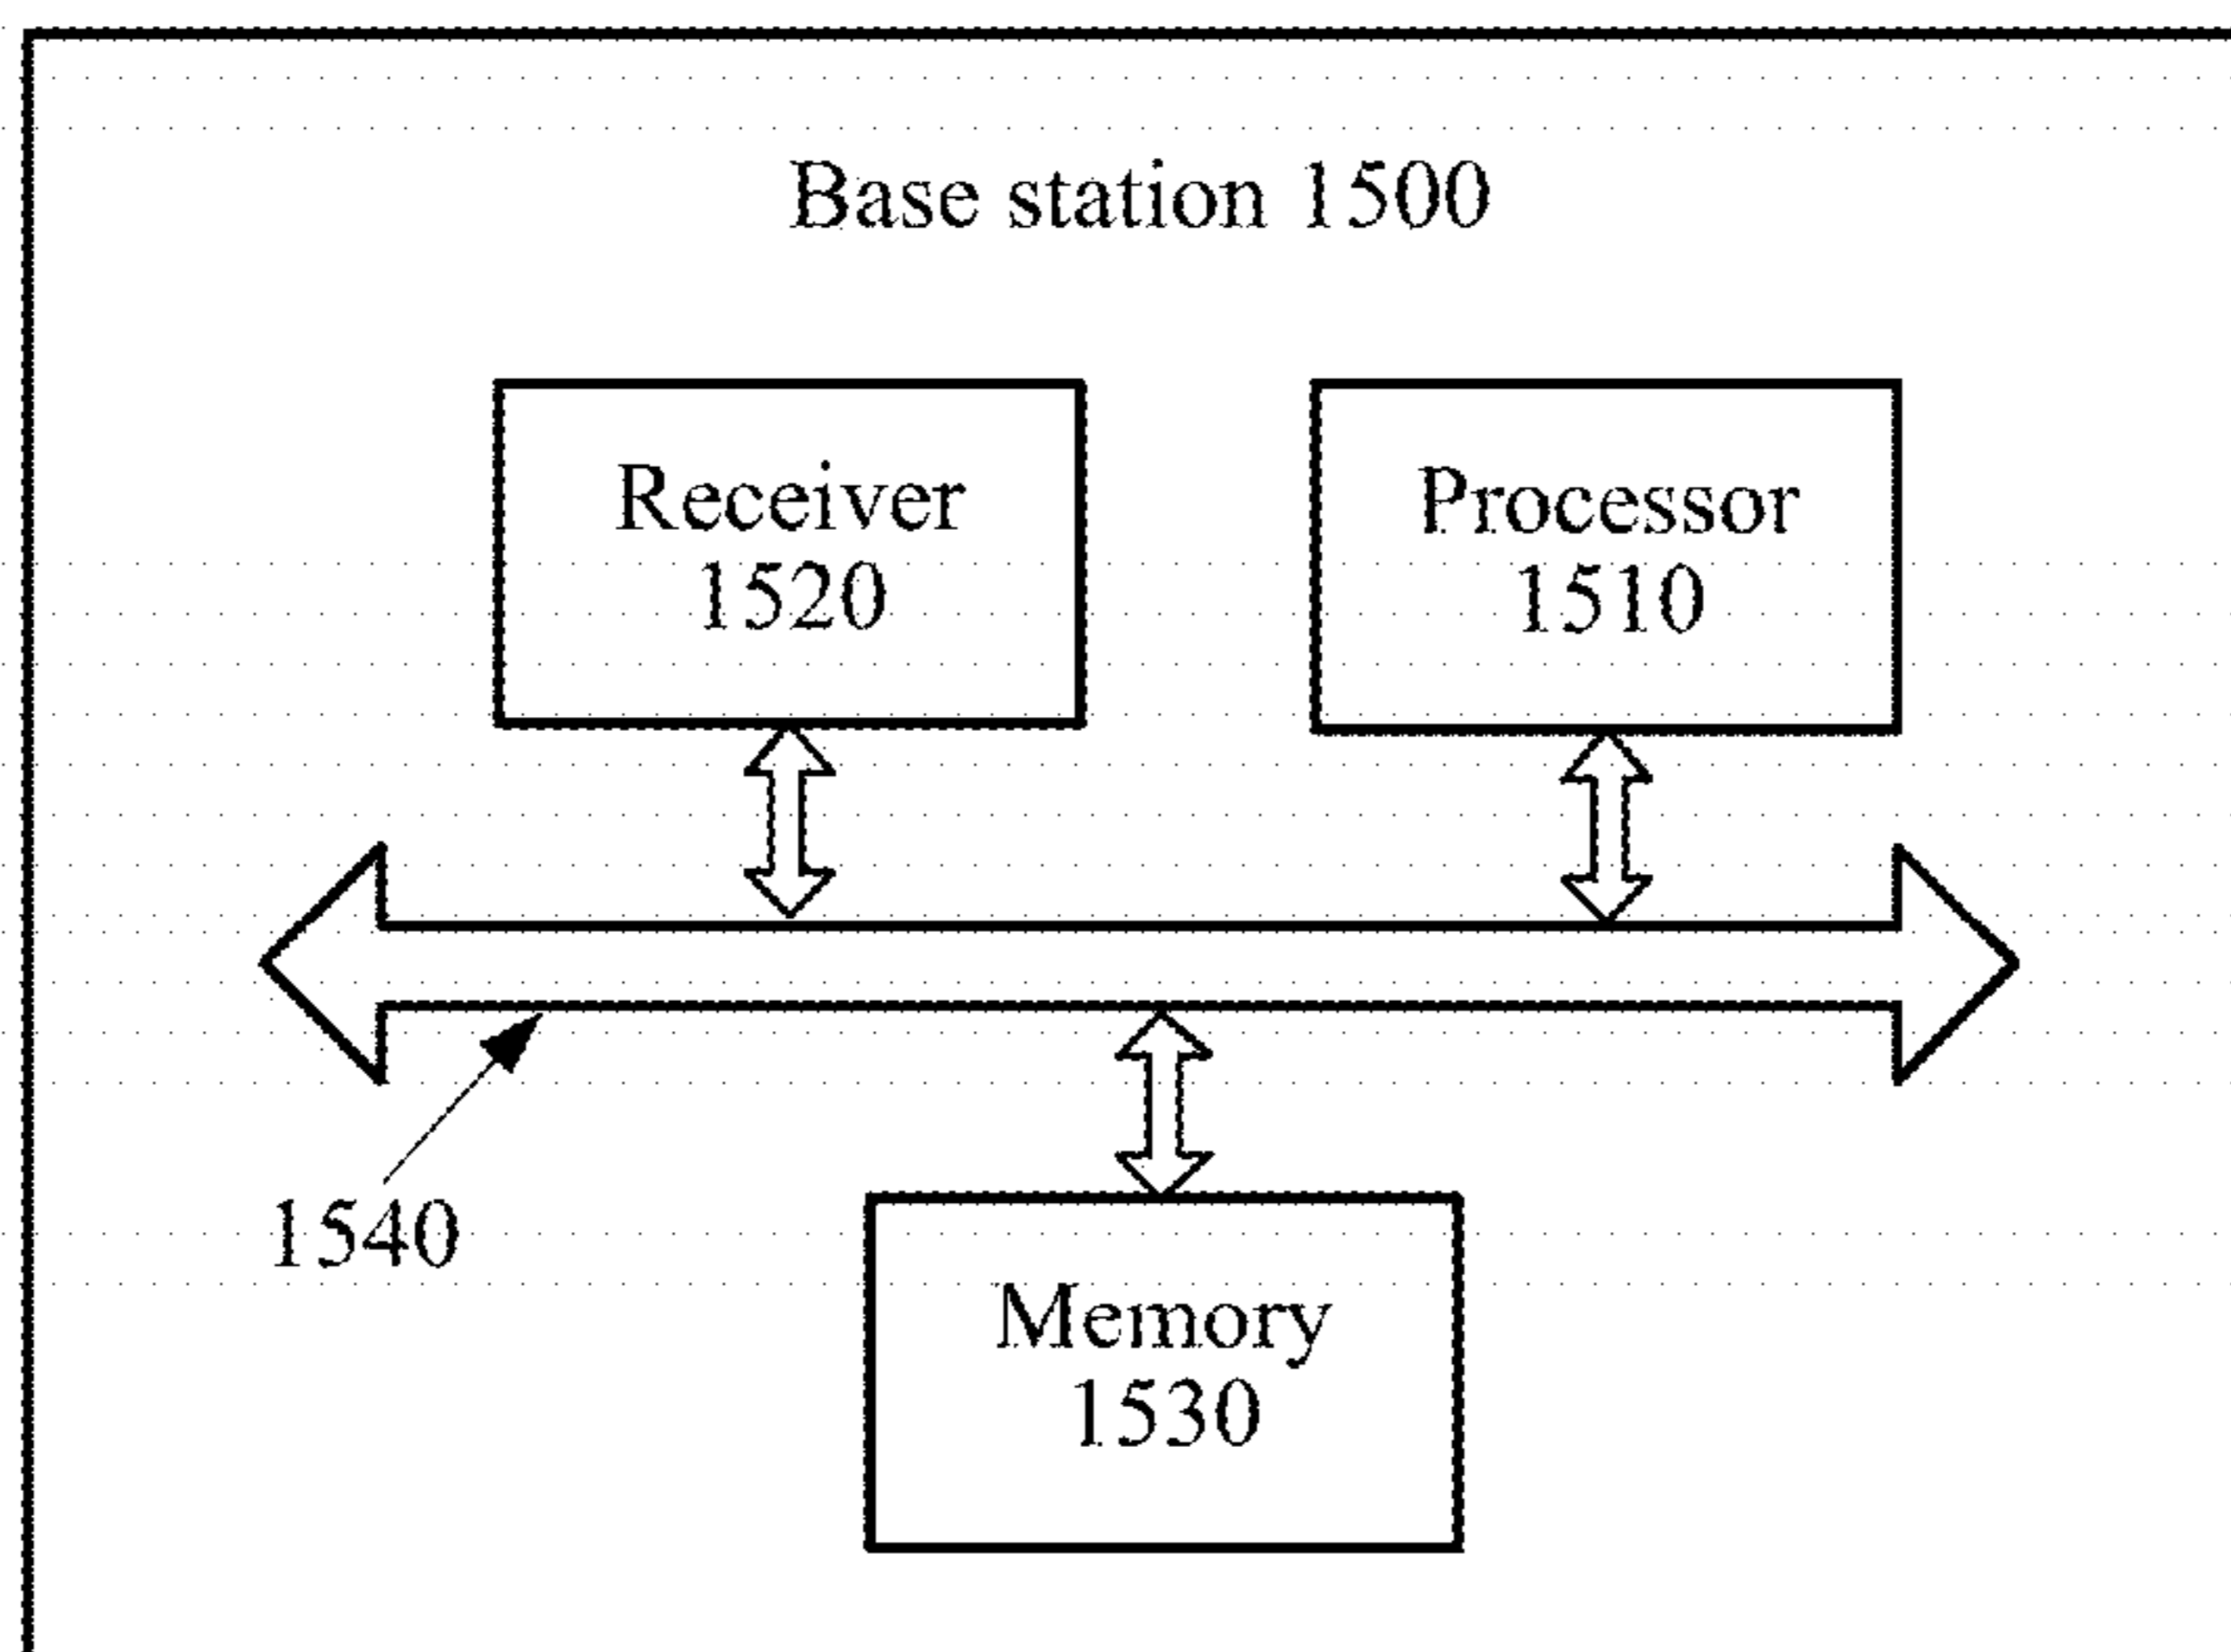 Base station 1500
Receiver
1520
Processor
1510
1540
Memory
1530